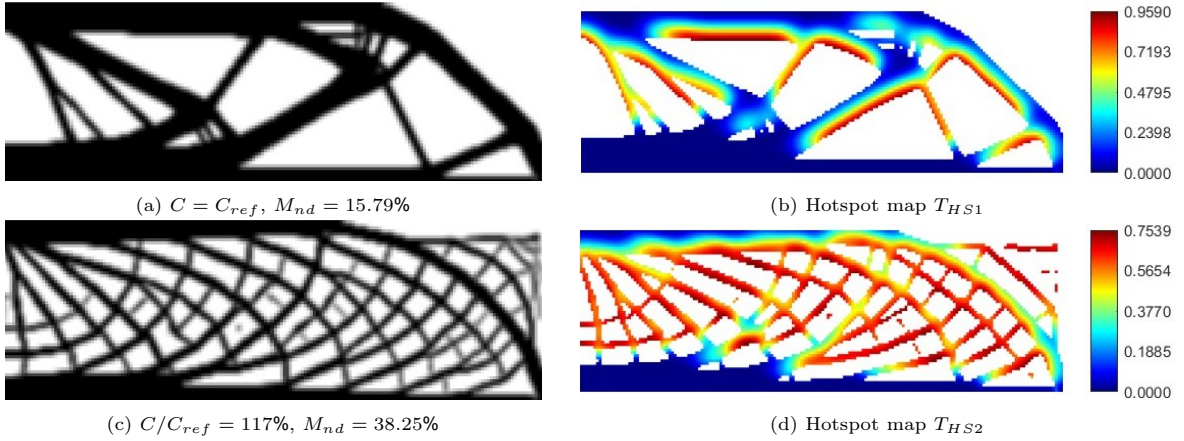 0.9590
0.7193
0.4795
0.2398
0.0000
(a) C = C_ref, M_nd = 15.79%
(b) Hotspot map T_HS1
0.7539
0.5654
0.3770
0.1885
0.0000
(c) C/C_ref = 117%, M_nd = 38.25%
(d) Hotspot map T_HS2